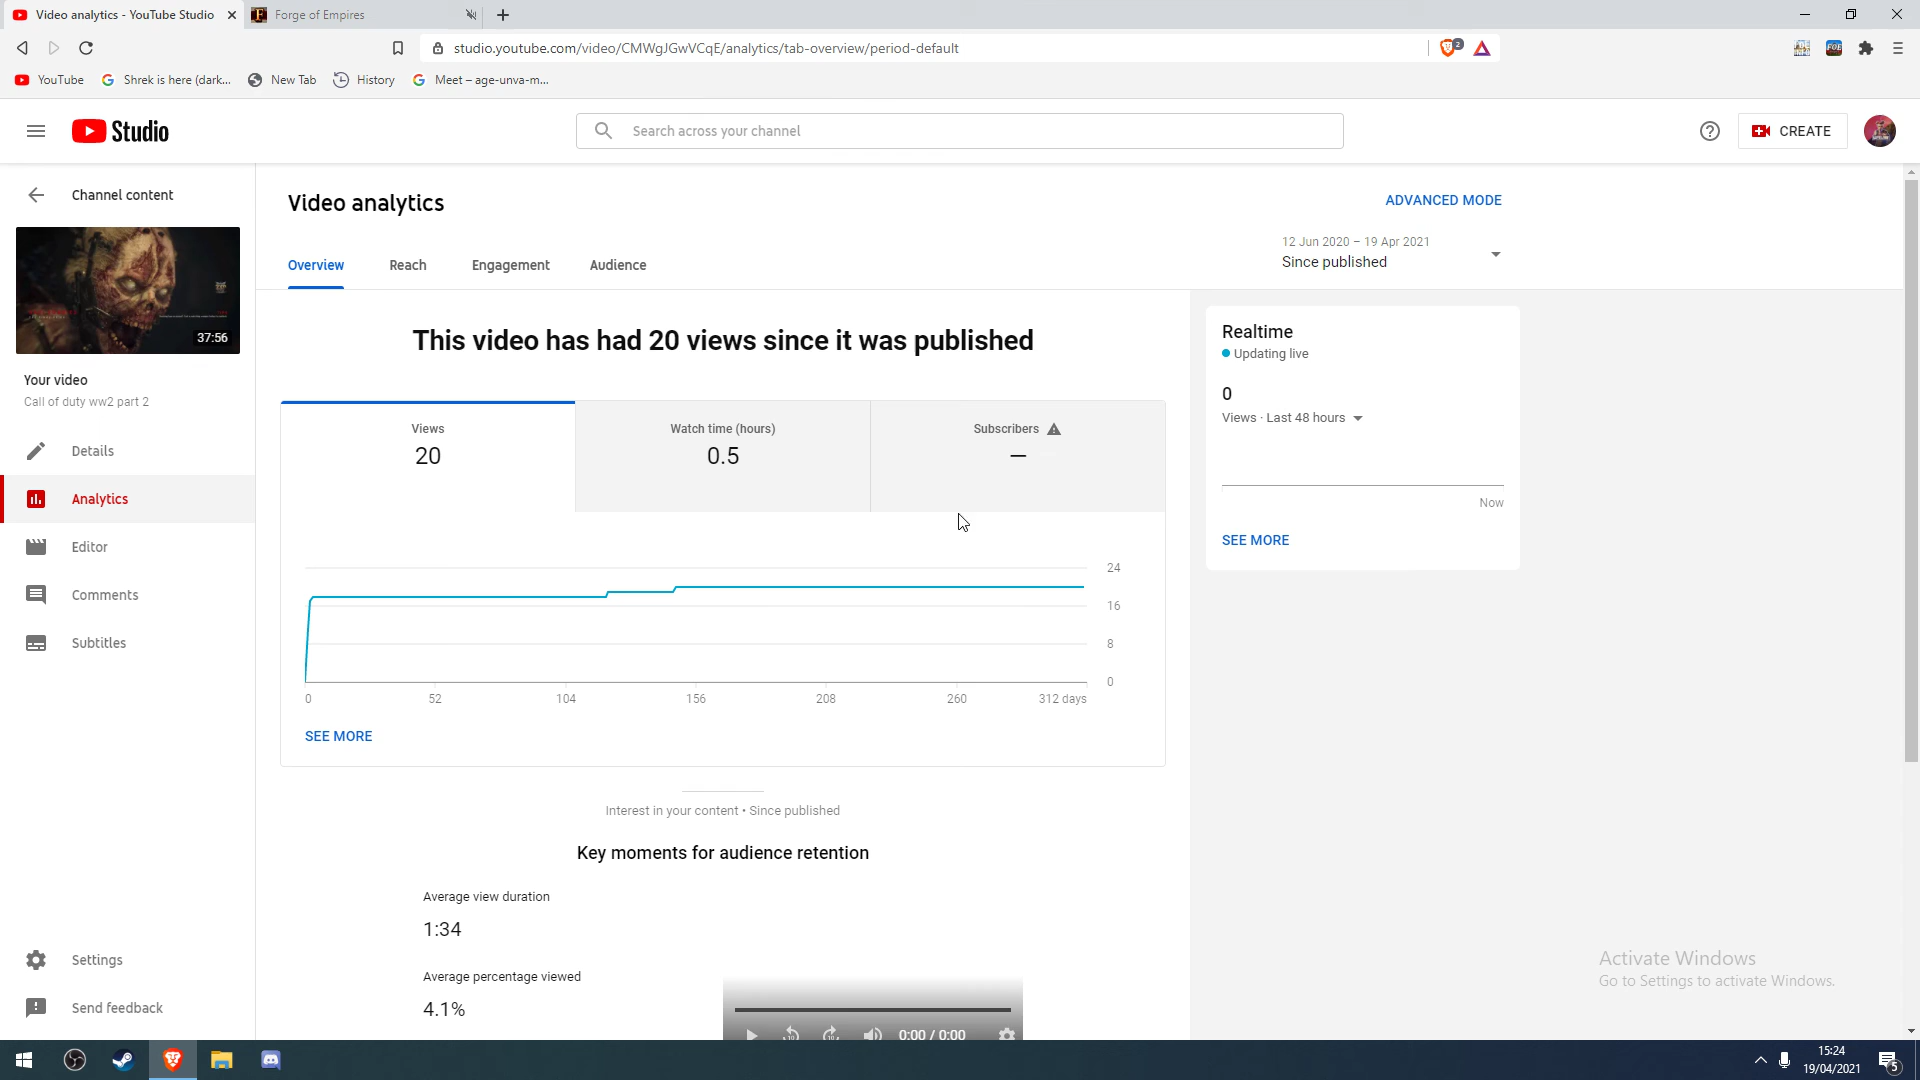 Video analytics - YouTube Studio
Forge of Empires
studio.youtube.com/video/CMWgJGwVCqE/analytics/tab-overview/period-default
2
FOE
YouTube
Shrek is here (dark...
New Tab
History
Meet – age-unva-m...
Studio
Search across your channel
CREATE
Channel content
37:56
Your video
Call of duty ww2 part 2
Details
Analytics
Editor
Comments
Subtitles
Settings
Send feedback
Video analytics
ADVANCED MODE
12 Jun 2020 – 19 Apr 2021
Since published
Overview
Reach
Engagement
Audience
This video has had 20 views since it was published
Views
20
Watch time (hours)
0.5
Subscribers
—
24
16
8
0
0
52
104
156
208
260
312 days
SEE MORE
Interest in your content • Since published
Key moments for audience retention
Average view duration
1:34
Average percentage viewed
4.1%
0:00 / 0:00
Realtime
Updating live
0
Views · Last 48 hours
Now
SEE MORE
Activate Windows
Go to Settings to activate Windows.
15:24
19/04/2021
5